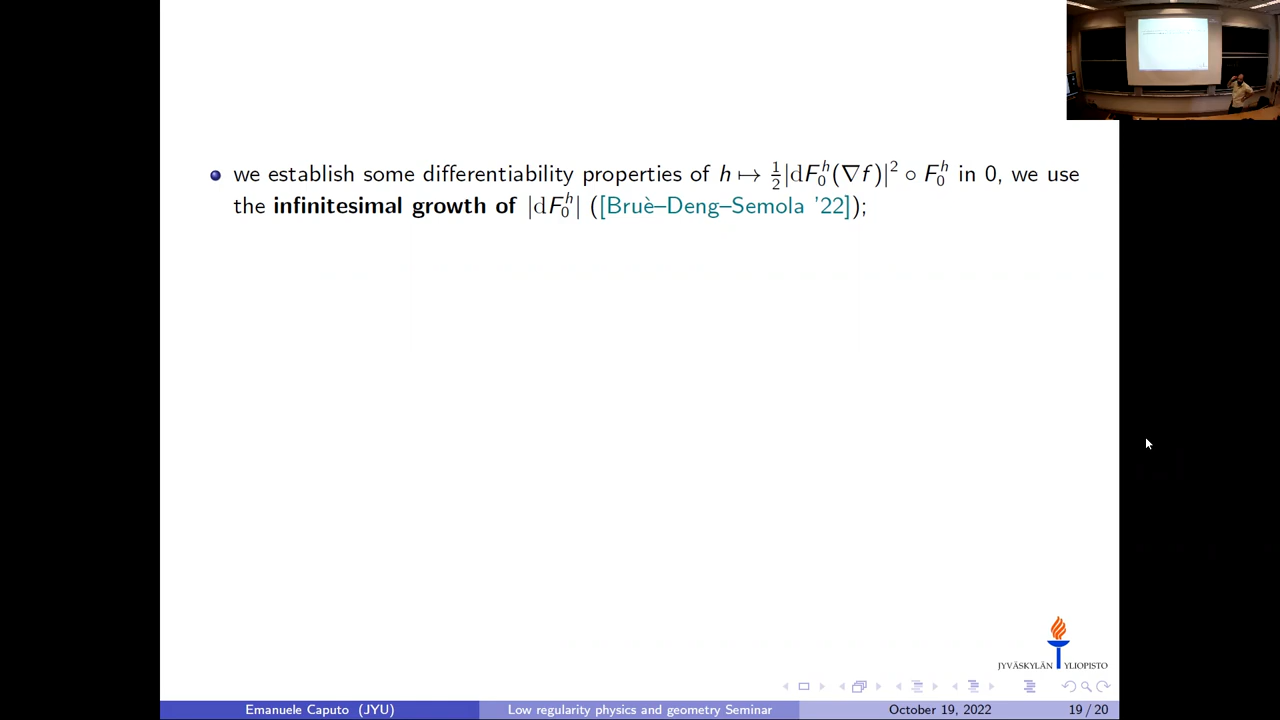 we establish some differentiability properties of h ↦ ½|dF₀ʰ(∇f)|² ∘ F₀ʰ in 0, we use
the infinitesimal growth of |dF₀ʰ| ([Bruè–Deng–Semola '22]);
JYVÄSKYLÄN YLIOPISTO
Emanuele Caputo (JYU) Low regularity physics and geometry Seminar October 19, 2022 19 / 20